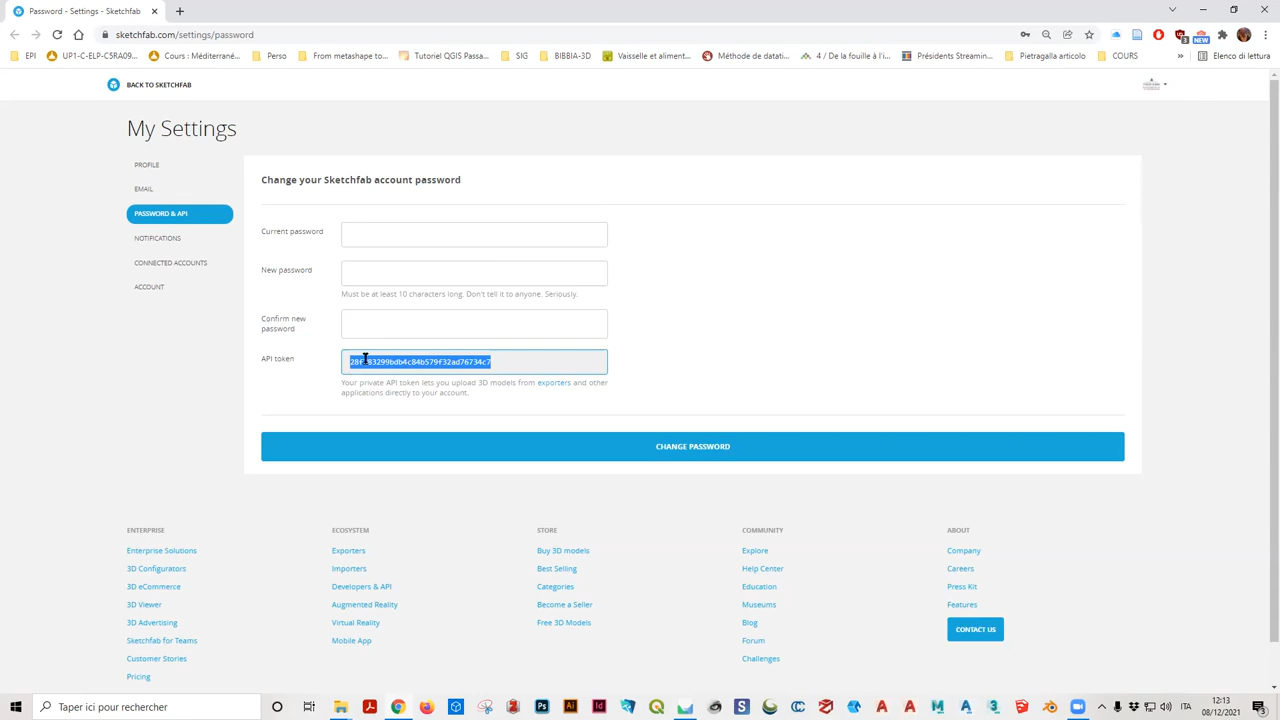 Password - Settings - Sketchfab
sketchfab.com/settings/password
EPI
UP1-C-ELP-C5RA09...
Cours : Méditerrané...
Perso
From metashape to...
Tutoriel QGIS Passa...
SIG
BIBBIA-3D
Vaisselle et aliment...
Méthode de datati...
4 / De la feuille à l'i...
Présidents Streamin...
Pietragalla articolo
COURS
»
Elenco di lettura
BACK TO SKETCHFAB
My Settings
PROFILE
EMAIL
PASSWORD & API
NOTIFICATIONS
CONNECTED ACCOUNTS
ACCOUNT
Change your Sketchfab account password
Current password
New password
Must be at least 10 characters long. Don't tell it to anyone. Seriously.
Confirm new
password
API token
Your private API token lets you upload 3D models from exporters and other
applications directly to your account.
CHANGE PASSWORD
ENTERPRISE
Enterprise Solutions
3D Configurators
3D eCommerce
3D Viewer
3D Advertising
Sketchfab for Teams
Customer Stories
Pricing
ECOSYSTEM
Exporters
Importers
Developers & API
Augmented Reality
Virtual Reality
Mobile App
STORE
Buy 3D models
Best Selling
Categories
Become a Seller
Free 3D Models
COMMUNITY
Explore
Help Center
Education
Museums
Blog
Forum
Challenges
ABOUT
Company
Careers
Press Kit
Features
CONTACT US
Taper ici pour rechercher
ITA
12:13
08/12/2021